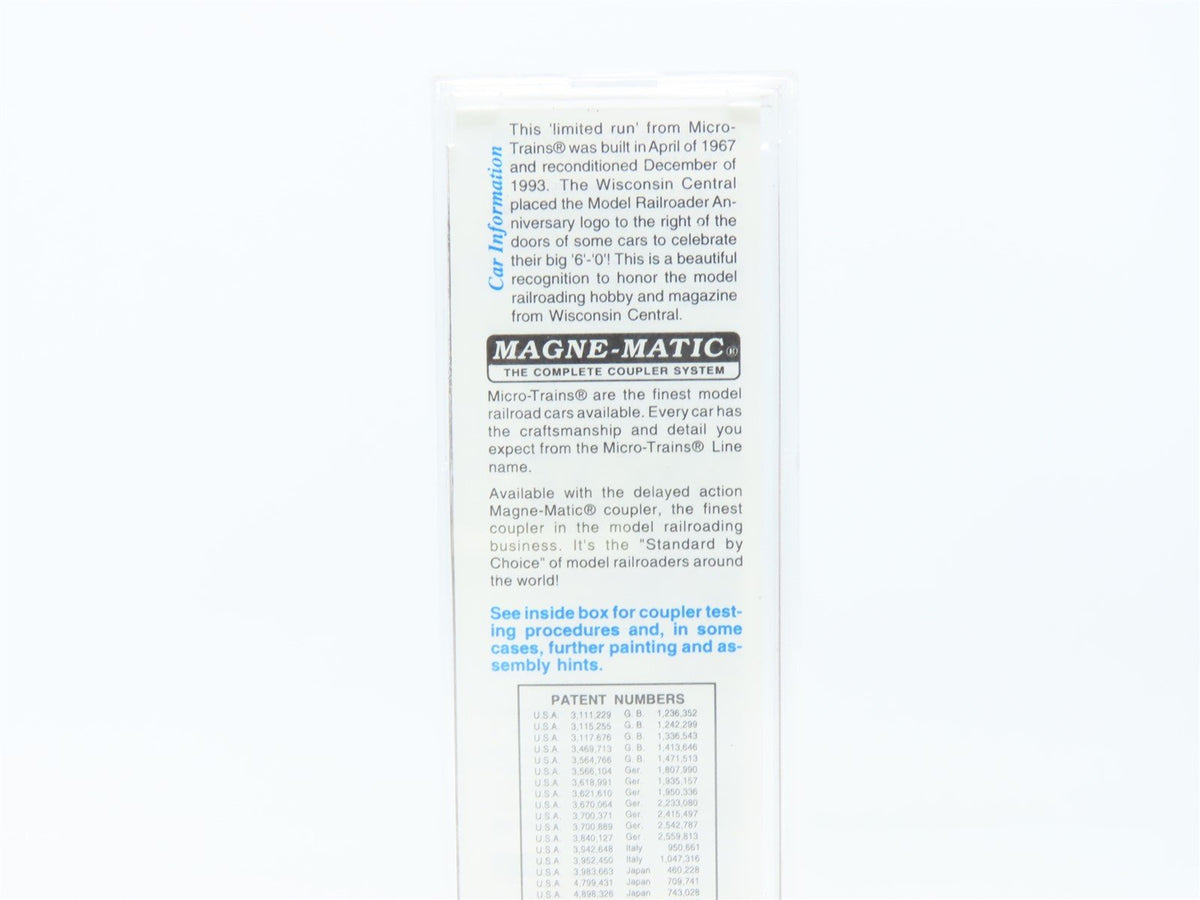 Car Information
This 'limited run' from Micro-
Trains® was built in April of 1967
and reconditioned December of
1993. The Wisconsin Central
placed the Model Railroader An-
niversary logo to the right of the
doors of some cars to celebrate
their big '6'-'0'! This is a beautiful
recognition to honor the model
railroading hobby and magazine
from Wisconsin Central.
MAGNE-MATIC®
THE COMPLETE COUPLER SYSTEM
Micro-Trains® are the finest model
railroad cars available. Every car has
the craftsmanship and detail you
expect from the Micro-Trains® Line
name.
Available with the delayed action
Magne-Matic® coupler, the finest
coupler in the model railroading
business. It's the "Standard by
Choice" of model railroaders around
the world!
See inside box for coupler test-
ing procedures and, in some
cases, further painting and as-
sembly hints.
PATENT NUMBERS
U.S.A. 3,111,229 G. B. 1,236,352
U.S.A. 3,115,255 G. B. 1,242,299
U.S.A. 3,117,676 G. B. 1,336,543
U.S.A. 3,469,713 G. B. 1,413,646
U.S.A. 3,564,766 G. B. 1,471,513
U.S.A. 3,566,104 Ger. 1,807,990
U.S.A. 3,618,991 Ger. 1,935,157
U.S.A. 3,621,610 Ger. 1,950,336
U.S.A. 3,670,064 Ger. 2,233,080
U.S.A. 3,700,371 Ger. 2,415,497
U.S.A. 3,700,889 Ger. 2,542,787
U.S.A. 3,840,127 Ger. 2,559,813
U.S.A. 3,942,648 Italy 950,661
U.S.A. 3,952,450 Italy 1,047,316
U.S.A. 3,983,663 Japan 460,228
U.S.A. 4,799,431 Japan 709,741
U.S.A. 4,898,326 Japan 743,028